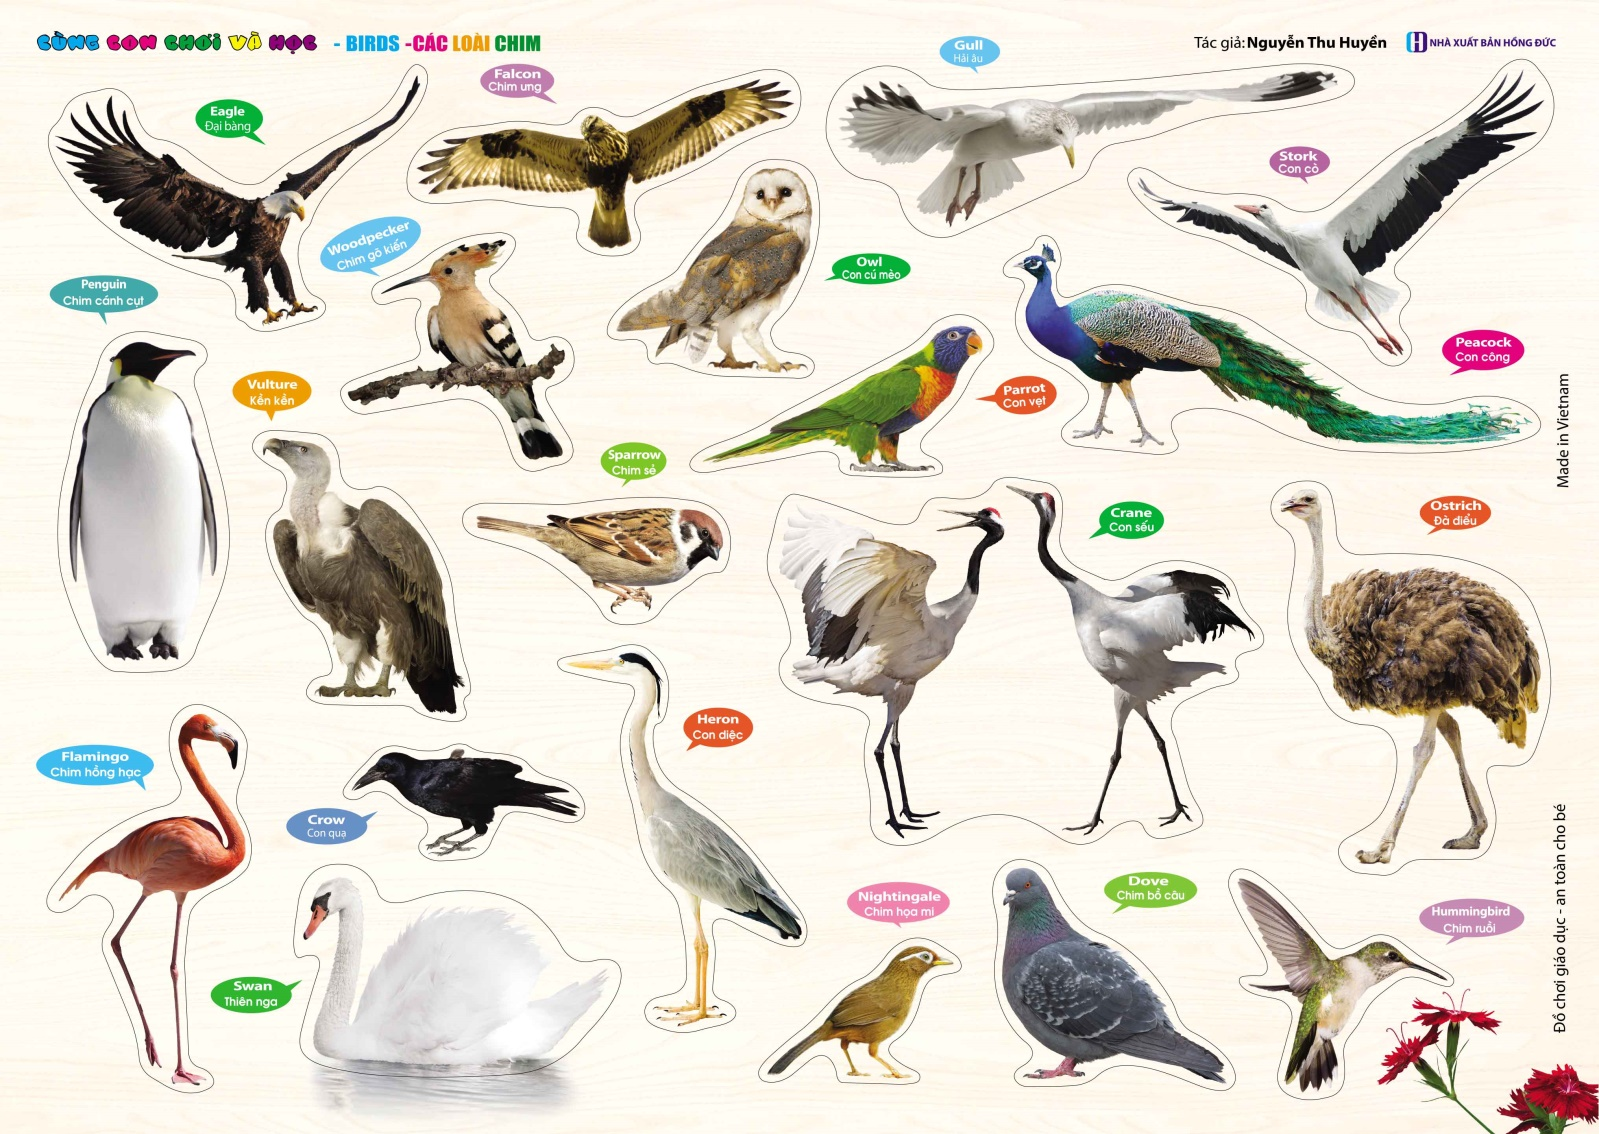 CÙNG CON CHƠI VÀ HỌC - BIRDS -CÁC LOÀI CHIM
Tác giả: Nguyễn Thu Huyền
NHÀ XUẤT BẢN HỒNG ĐỨC
Eagle
Đại bàng
Falcon
Chim ưng
Gull
Hải âu
Stork
Con cò
Woodpecker
Chim gõ kiến
Owl
Con cú mèo
Penguin
Chim cánh cụt
Vulture
Kền kền
Parrot
Con vẹt
Peacock
Con công
Sparrow
Chim sẻ
Crane
Con sếu
Ostrich
Đà điểu
Heron
Con diệc
Flamingo
Chim hồng hạc
Crow
Con quạ
Swan
Thiên nga
Nightingale
Chim họa mi
Dove
Chim bồ câu
Hummingbird
Chim ruồi
Made in Vietnam
Đồ chơi giáo dục - an toàn cho bé